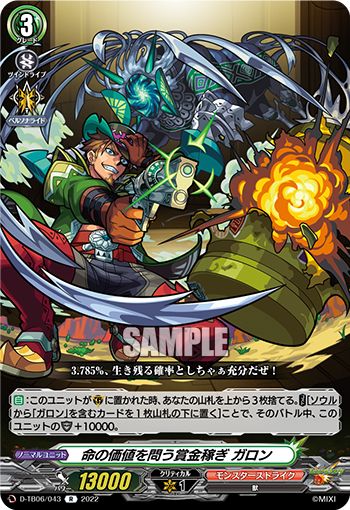 3
グレード
ツインドライブ
ペルソナライド
SAMPLE
3.785%、生き残る確率としちゃぁ充分だぜ!
自:このユニットがVに置かれた時、あなたの山札を上から3枚捨てる。【[ソウル
から「ガロン」を含むカードを1枚山札の下に置く]ことで、そのバトル中、この
ユニットの+10000。
ノーマルユニット
命の価値を問う賞金稼ぎ ガロン
パワー
13000
クリティカル
1
モンスターストライク
獣
D-TB06/043 R 2022
©MIXI